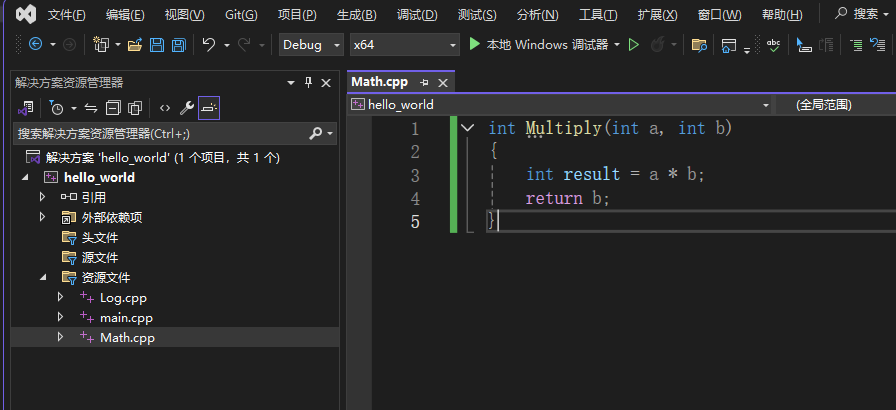 文件(F) 编辑(E) 视图(V) Git(G) 项目(P) 生成(B) 调试(D) 测试(S) 分析(N) 工具(T) 扩展(X) 窗口(W) 帮助(H) 搜索
Debug x64 本地 Windows 调试器
解决方案资源管理器
Math.cpp
hello_world (全局范围)
搜索解决方案资源管理器(Ctrl+;)
解决方案 'hello_world' (1 个项目，共 1 个)
hello_world
引用
外部依赖项
头文件
源文件
资源文件
Log.cpp
main.cpp
Math.cpp
1 int Multiply(int a, int b)
2 {
3 int result = a * b;
4 return b;
5 }